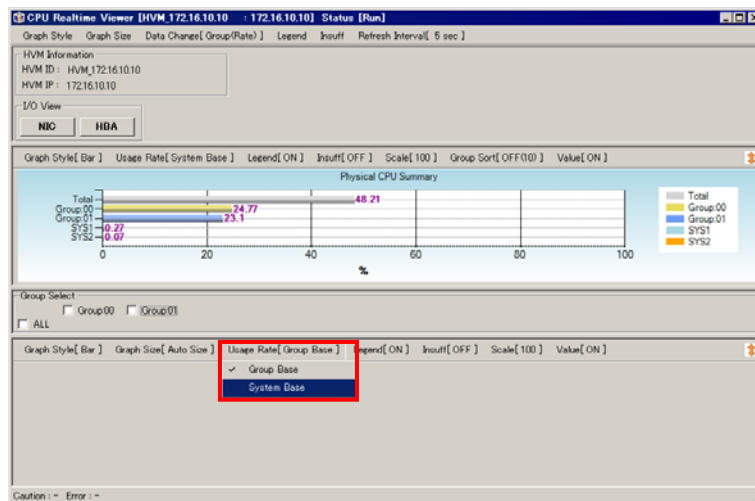 CPU Realtime Viewer [HVM_172.16.10.10 : 172.16.10.10] Status [Run]
Graph Style Graph Size Data Change[ Group(Rate) ] Legend Insuff Refresh Interval[ 5 sec ]
HVM Information
HVM ID : HVM_172.16.10.10
HVM IP : 172.16.10.10
I/O View
NIC HBA
Graph Style[ Bar ] Usage Rate[ System Base ] Legend[ ON ] Insuff[ OFF ] Scale[ 100 ] Group Sort[ OFF(10) ] Value[ ON ]
Physical CPU Summary
Total 48.21
Group:00 24.77
Group:01 23.1
SYS1 0.27
SYS2 0.07
0 20 40 60 80 100
%
Total
Group:00
Group:01
SYS1
SYS2
Group Select
Group:00 Group:01
ALL
Graph Style[ Bar ] Graph Size[ Auto Size ] Usage Rate[ Group Base ] Legend[ ON ] Insuff[ OFF ] Scale[ 100 ] Value[ ON ]
Group Base
System Base
Caution : - Error : -